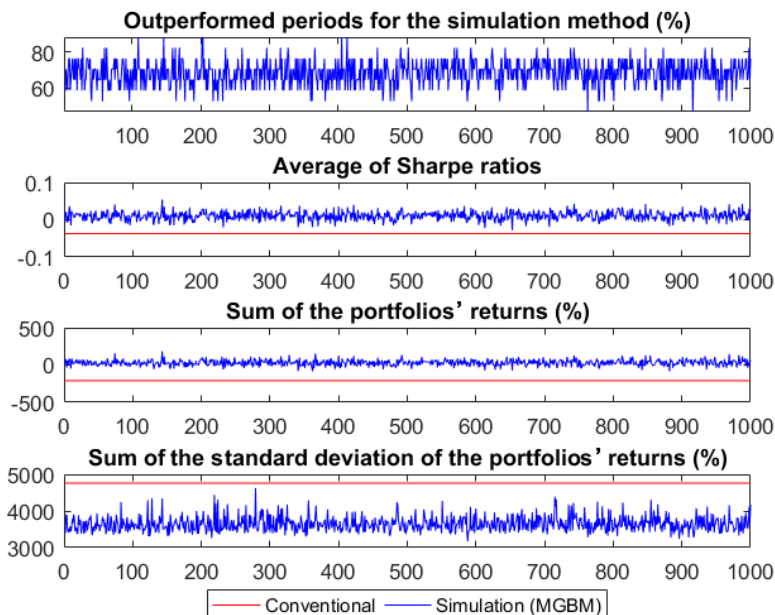 Outperformed periods for the simulation method (%)
80
60
100 200 300 400 500 600 700 800 900 1000
Average of Sharpe ratios
0.1
0
-0.1
0 100 200 300 400 500 600 700 800 900 1000
Sum of the portfolios’ returns (%)
500
0
-500
0 100 200 300 400 500 600 700 800 900 1000
Sum of the standard deviation of the portfolios’ returns (%)
5000
4000
3000
0 100 200 300 400 500 600 700 800 900 1000
Conventional Simulation (MGBM)